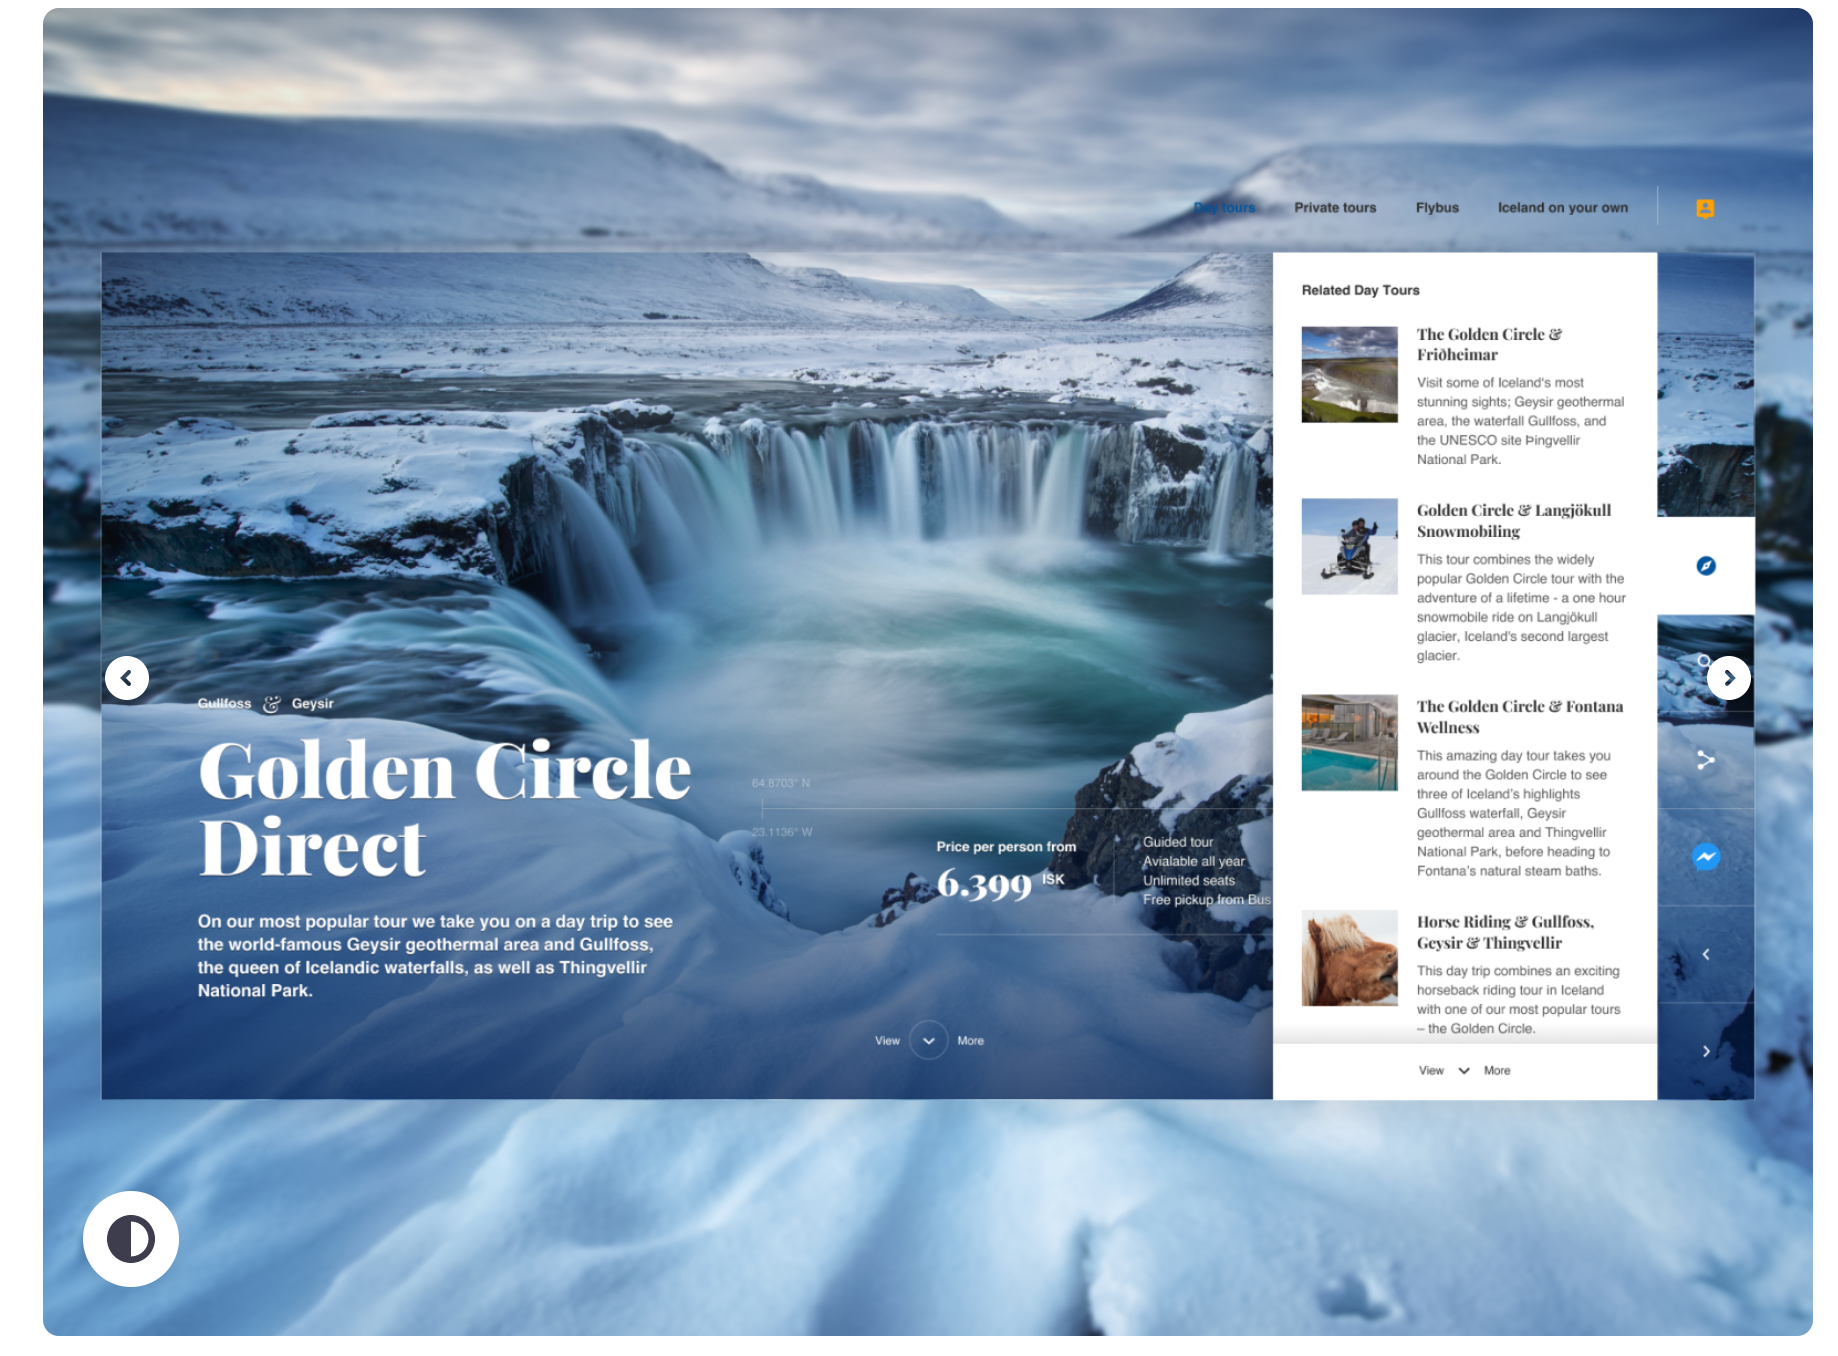 Day tours
Private tours
Flybus
Iceland on your own
Gullfoss & Geysir
Golden Circle
Direct
On our most popular tour we take you on a day trip to see
the world-famous Geysir geothermal area and Gullfoss,
the queen of Icelandic waterfalls, as well as Thingvellir
National Park.
64.8703° N
23.1136° W
Price per person from
6.399 ISK
Guided tour
Avialable all year
Unlimited seats
Free pickup from Bus
View
More
Related Day Tours
The Golden Circle &
Friðheimar
Visit some of Iceland's most
stunning sights; Geysir geothermal
area, the waterfall Gullfoss, and
the UNESCO site Þingvellir
National Park.
Golden Circle & Langjökull
Snowmobiling
This tour combines the widely
popular Golden Circle tour with the
adventure of a lifetime - a one hour
snowmobile ride on Langjökull
glacier, Iceland's second largest
glacier.
The Golden Circle & Fontana
Wellness
This amazing day tour takes you
around the Golden Circle to see
three of Iceland's highlights
Gullfoss waterfall, Geysir
geothermal area and Thingvellir
National Park, before heading to
Fontana's natural steam baths.
Horse Riding & Gullfoss,
Geysir & Thingvellir
This day trip combines an exciting
horseback riding tour in Iceland
with one of our most popular tours
– the Golden Circle.
View
More